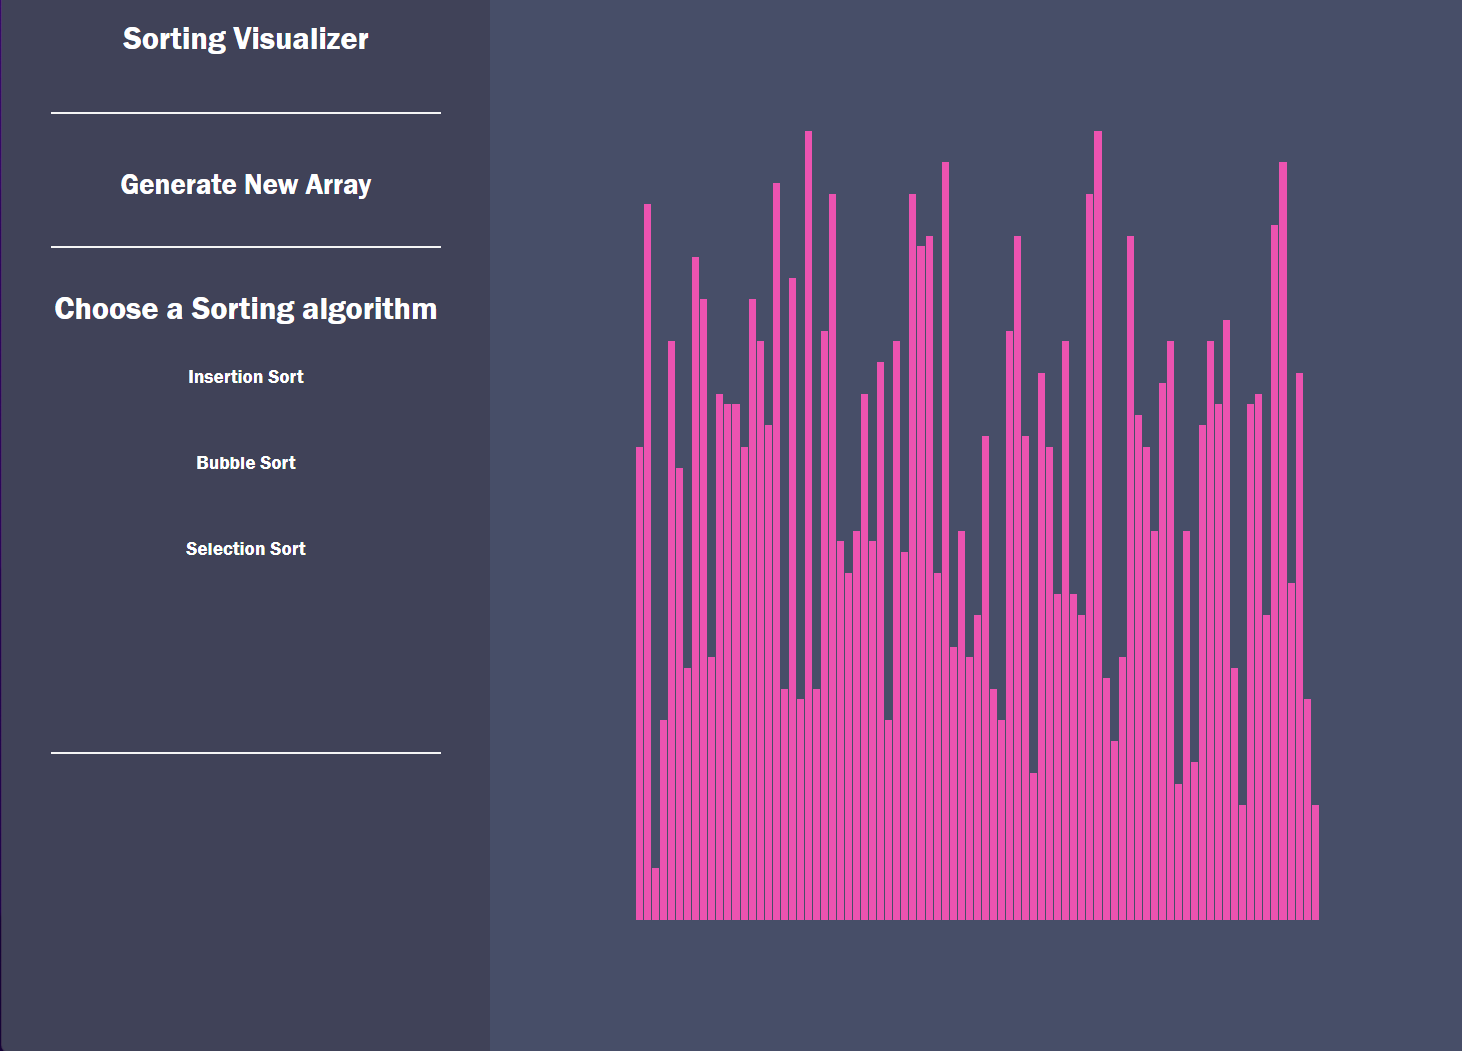 Sorting Visualizer
Generate New Array
Choose a Sorting algorithm
Insertion Sort
Bubble Sort
Selection Sort